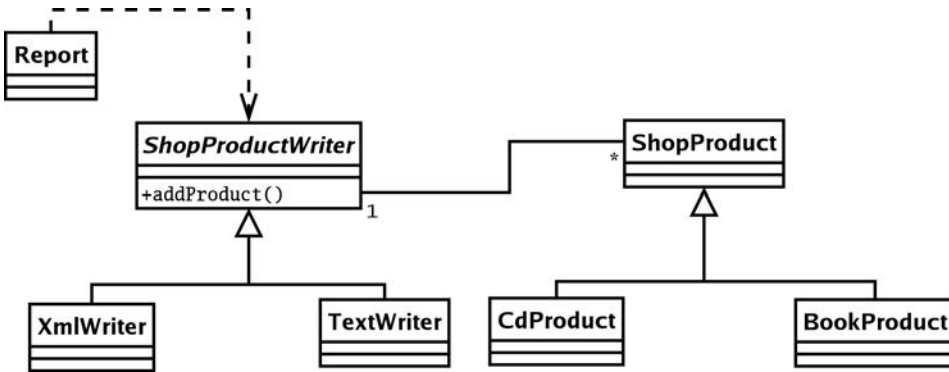 Report
ShopProductWriter
+addProduct()
1
*
ShopProduct
XmlWriter
TextWriter
CdProduct
BookProduct